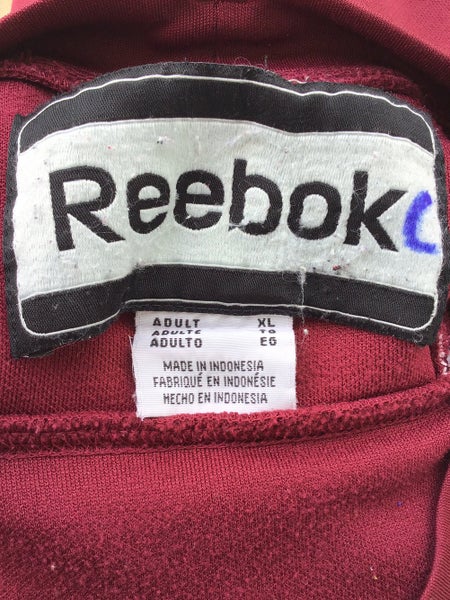 Reebok C
ADULT XL
ADULTE TG
ADULTO EG
MADE IN INDONESIA
FABRIQUÉ EN INDONÉSIE
HECHO EN INDONESIA